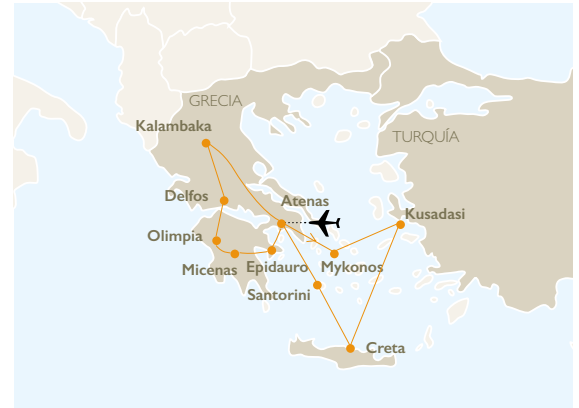 GRECIA
Kalambaka
TURQUÍA
Delfos
Atenas
Kusadasi
Olimpia
Micenas
Epidauro
Mykonos
Santorini
Creta